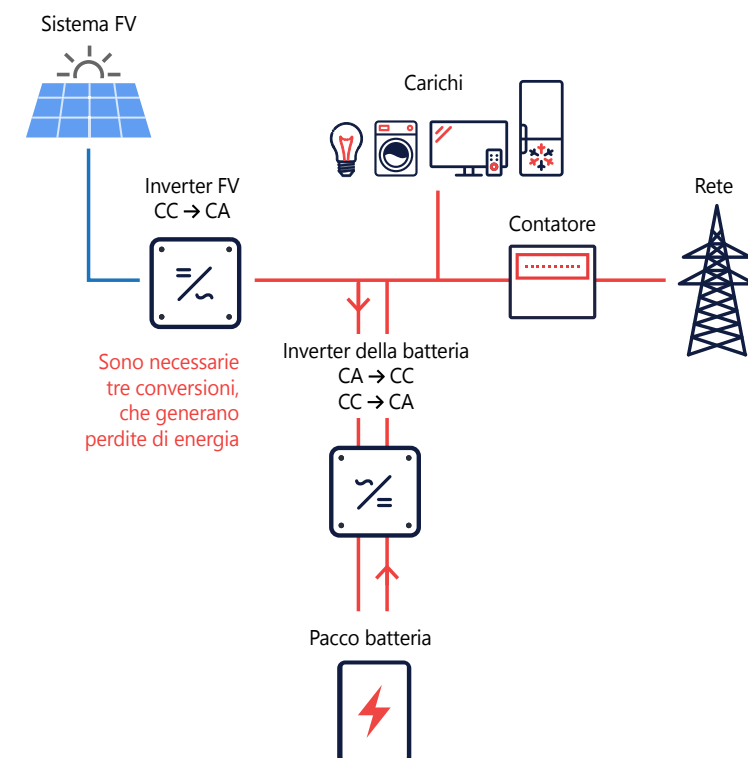 Sistema FV
Carichi
Inverter FV
CC → CA
Contatore
Rete
Sono necessarie
tre conversioni,
che generano
perdite di energia
Inverter della batteria
CA → CC
CC → CA
Pacco batteria